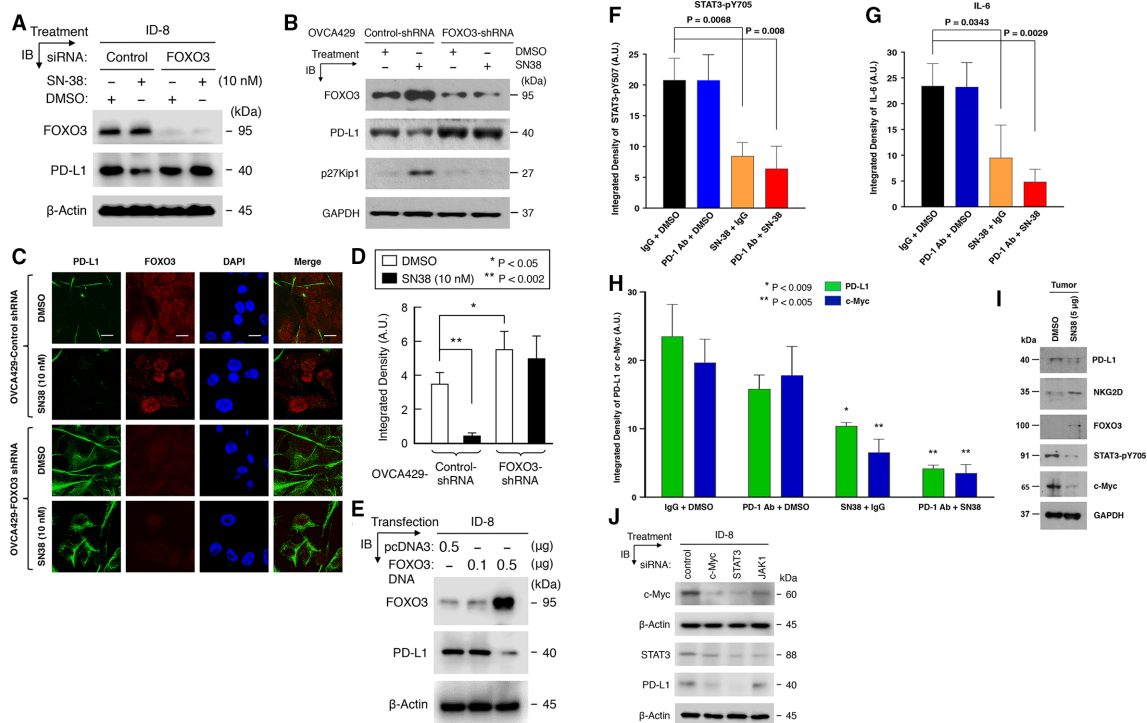 A
Treatment
ID-8
IB
siRNA:
Control
FOXO3
SN-38:
– + – +
(10 nM)
DMSO:
+ – + –
(kDa)
FOXO3
– 95
PD-L1
– 40
β-Actin
– 45
B
OVCA429
Control-shRNA
FOXO3-shRNA
Treatment
+ – + –
DMSO
IB
– + – +
SN38
(kDa)
FOXO3
– 95
PD-L1
– 40
p27Kip1
– 27
GAPDH
– 37
C
PD-L1
FOXO3
DAPI
Merge
OVCA429-Control shRNA
DMSO
SN38 (10 nM)
OVCA429-FOXO3 shRNA
DMSO
SN38 (10 nM)
D
DMSO
* P < 0.05
SN38 (10 nM)
** P < 0.002
Integrated Density (A.U.)
8
6
4
2
0
*
**
OVCA429-
Control-
shRNA
FOXO3-
shRNA
E
Transfection
ID-8
IB
pcDNA3:
0.5 – –
(µg)
FOXO3:
– 0.1 0.5
(µg)
DNA
(kDa)
FOXO3
– 95
PD-L1
– 40
β-Actin
– 45
F
STAT3-pY705
P = 0.0068
P = 0.008
Integrated Density of STAT3-pY507 (A.U.)
30
25
20
15
10
5
0
IgG + DMSO
PD-1 Ab + DMSO
SN-38 + IgG
PD-1 Ab + SN-38
G
IL-6
P = 0.0343
P = 0.0029
Integrated Density of IL-6 (A.U.)
30
25
20
15
10
5
0
IgG + DMSO
PD-1 Ab + DMSO
SN-38 + IgG
PD-1 Ab + SN-38
H
* P < 0.009
** P < 0.005
PD-L1
c-Myc
Integrated Density of PD-L1 or c-Myc (A.U.)
30
20
10
0
*
**
**
**
IgG + DMSO
PD-1 Ab + DMSO
SN38 + IgG
PD-1 Ab + SN38
I
Tumor
DMSO
SN38 (5 µg)
kDa
40
PD-L1
35
NKG2D
100
FOXO3
91
STAT3-pY705
65
c-Myc
37
GAPDH
J
Treatment
ID-8
IB
siRNA:
control
c-Myc
STAT3
JAK1
kDa
c-Myc
– 60
β-Actin
– 45
STAT3
– 88
PD-L1
– 40
β-Actin
– 45